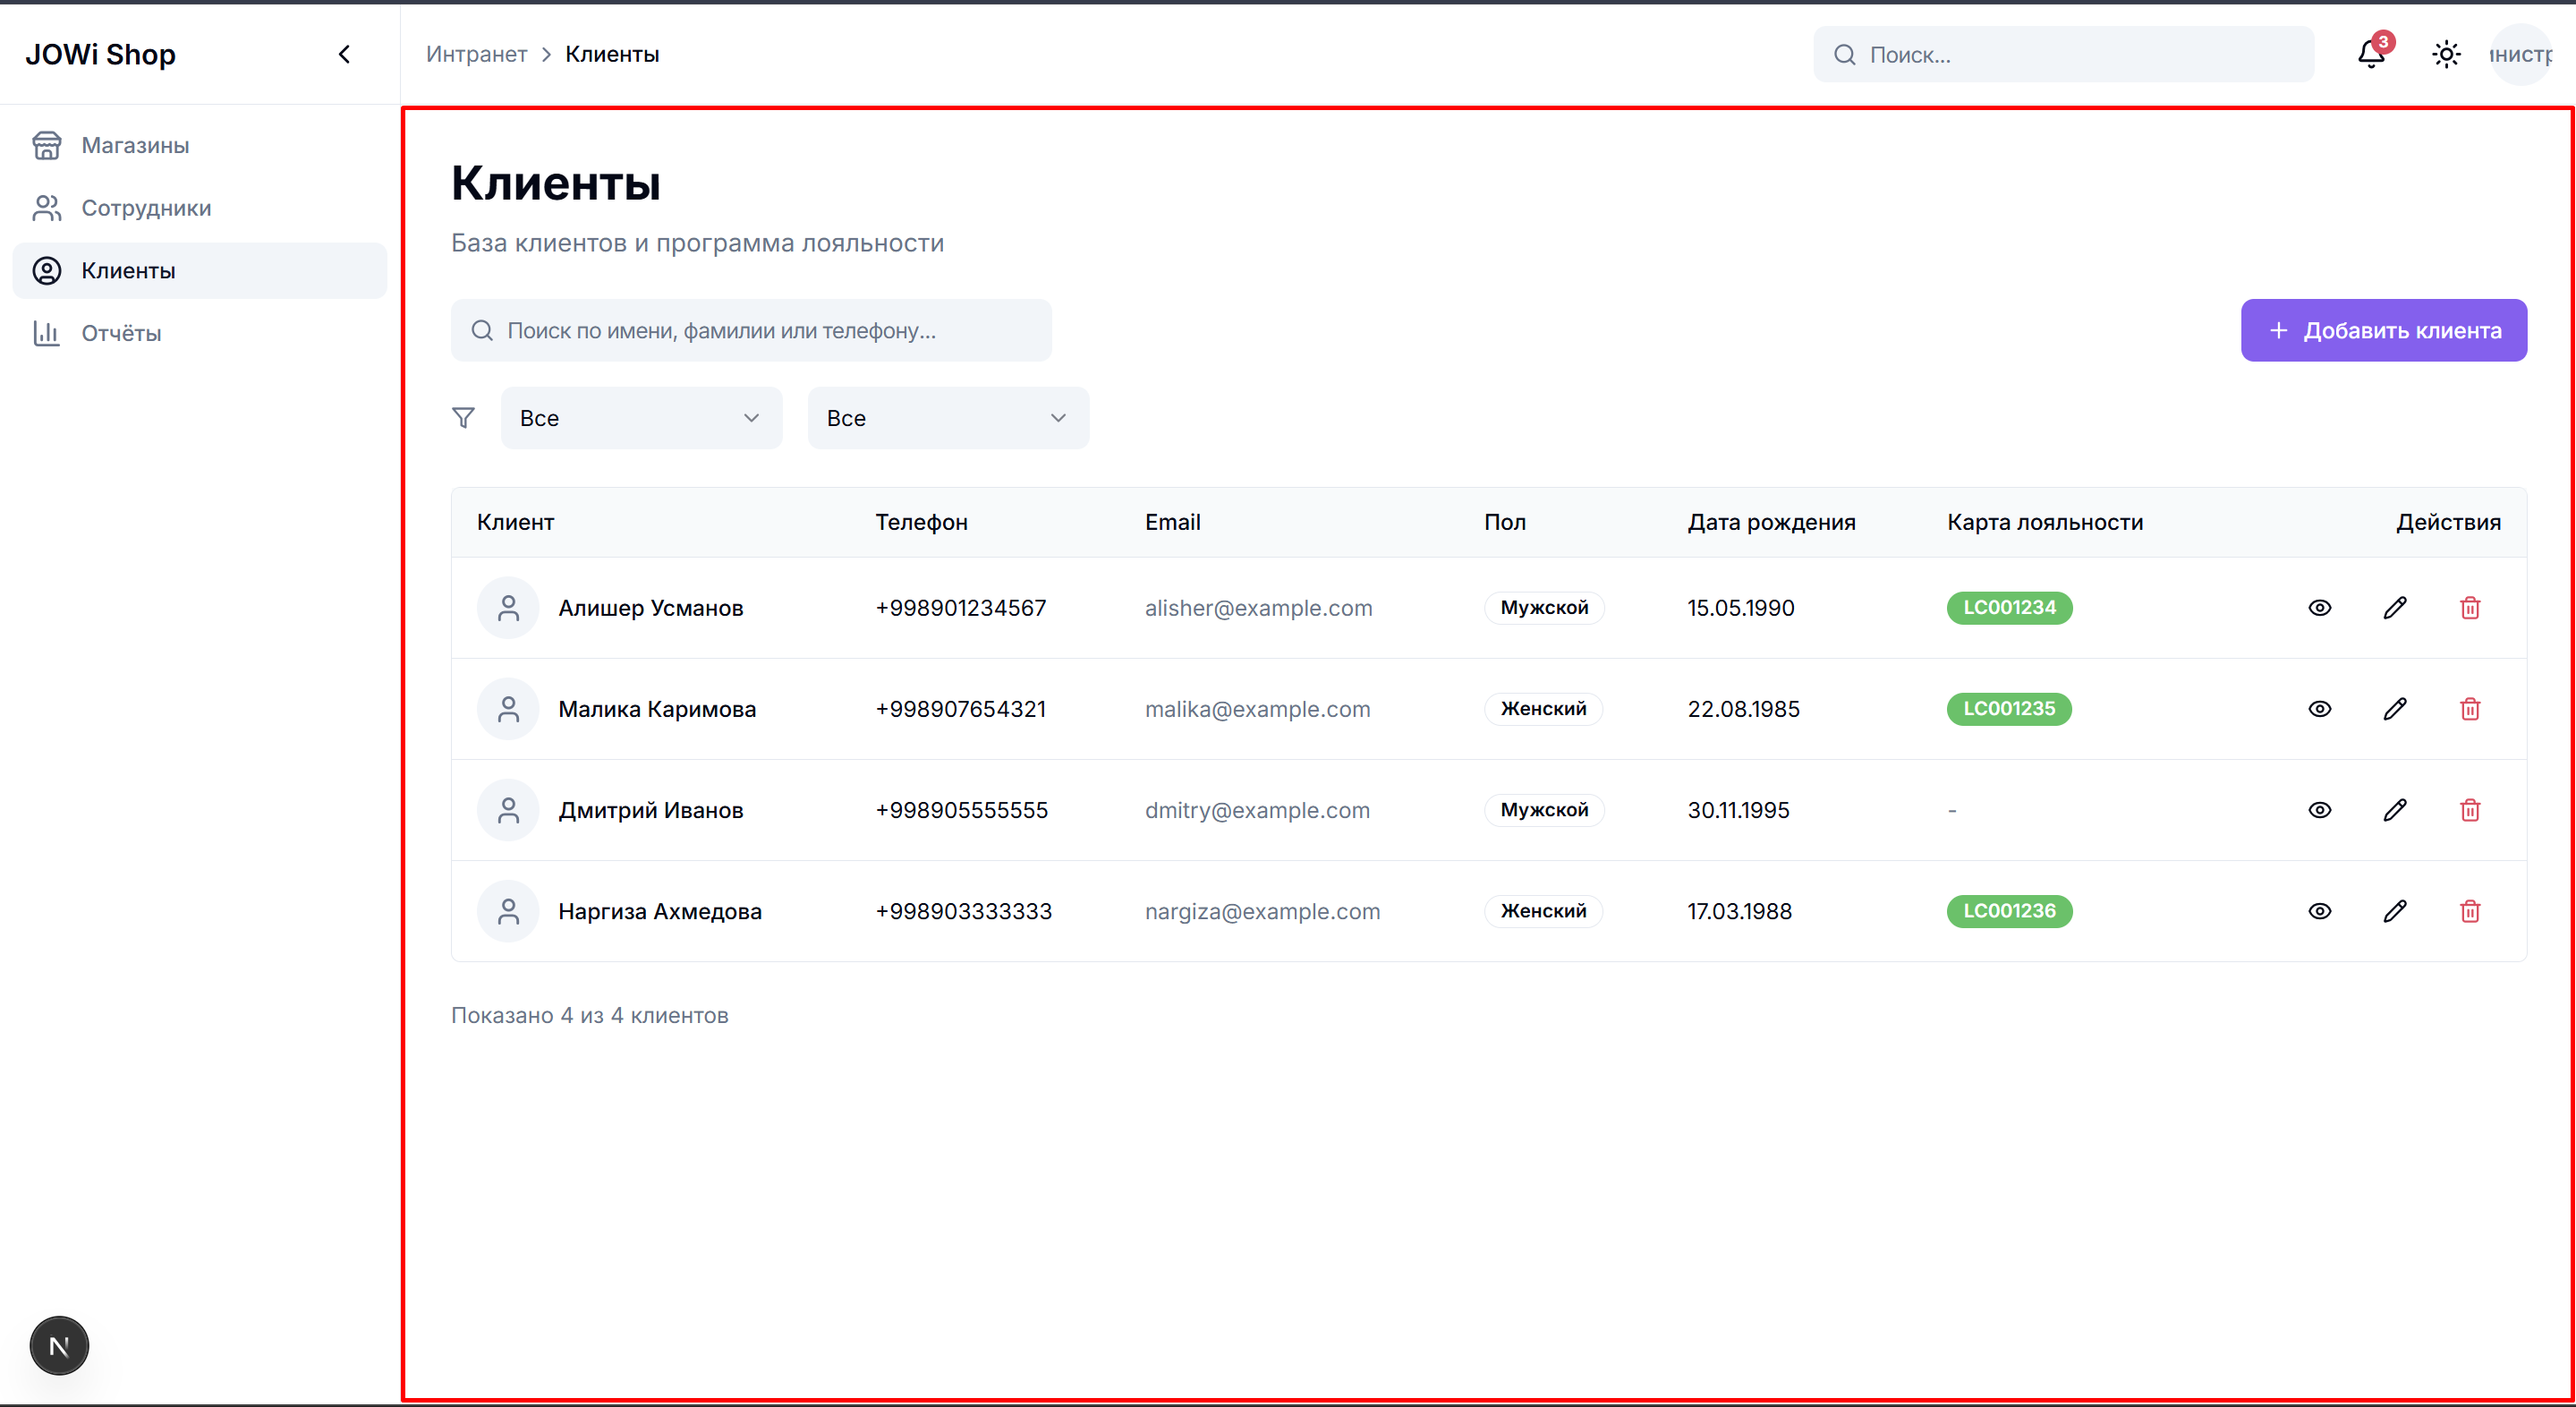 JOWi Shop
Интранет > Клиенты
Поиск...
3
Магазины
Сотрудники
Клиенты
Отчёты
Клиенты
База клиентов и программа лояльности
Поиск по имени, фамилии или телефону...
+ Добавить клиента
Все Все
Клиент Телефон Email Пол Дата рождения Карта лояльности Действия
Алишер Усманов +998901234567 alisher@example.com Мужской 15.05.1990 LC001234
Малика Каримова +998907654321 malika@example.com Женский 22.08.1985 LC001235
Дмитрий Иванов +998905555555 dmitry@example.com Мужской 30.11.1995 -
Наргиза Ахмедова +998903333333 nargiza@example.com Женский 17.03.1988 LC001236
Показано 4 из 4 клиентов
N